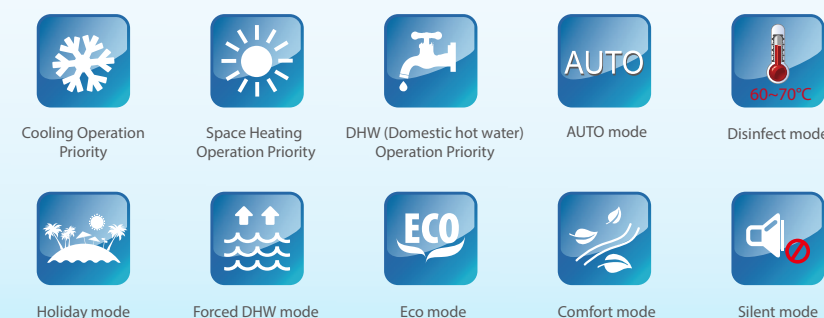 AUTO
60~70°C
Cooling Operation
Priority
Space Heating
Operation Priority
DHW (Domestic hot water)
Operation Priority
AUTO mode
Disinfect mode
ECO
Holiday mode
Forced DHW mode
Eco mode
Comfort mode
Silent mode